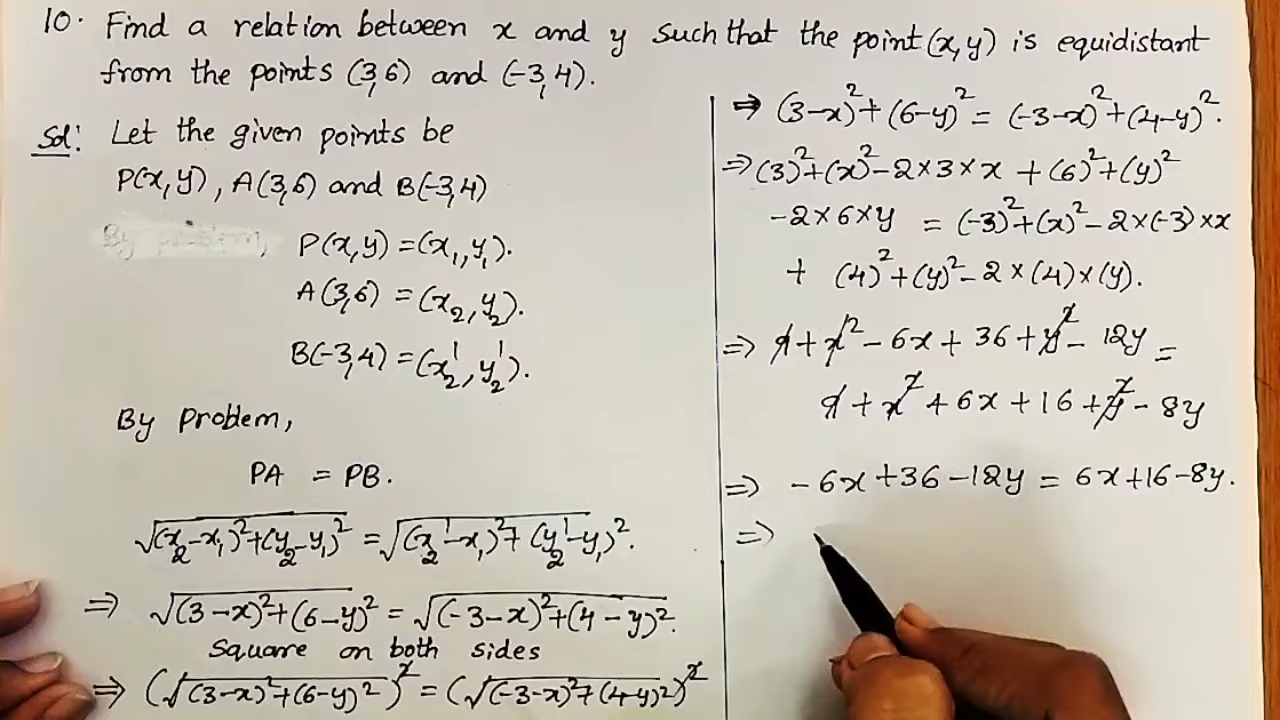 10. Find a relation between x and y such that the point (x, y) is equidistant
from the points (3,6) and (-3,4).
Sol: Let the given points be
P(x, y), A(3,6) and B(-3,4)
By problem, P(x,y) = (x₁, y₁).
A(3,6) = (x₂, y₂).
B(-3,4) = (x₂', y₂').
By Problem,
PA = PB.
√(x₂-x₁)²+(y₂-y₁)² = √(x₂'-x₁)²+(y₂'-y₁)².
⇒ √(3-x)²+(6-y)² = √(-3-x)²+(4-y)².
Square on both sides
⇒ (√(3-x)²+(6-y)²)² = (√(-3-x)²+(4-y)²)²
⇒ (3-x)²+(6-y)² = (-3-x)²+(4-y)².
⇒ (3)²+(x)²-2×3×x + (6)²+(y)²
-2×6×y = (-3)²+(x)²-2×(-3)×x
+ (4)²+(y)²-2×(4)×(y).
⇒ 9+x²-6x+36+y²-12y =
9+x²+6x+16+y²-8y
⇒ -6x+36-12y = 6x+16-8y.
⇒